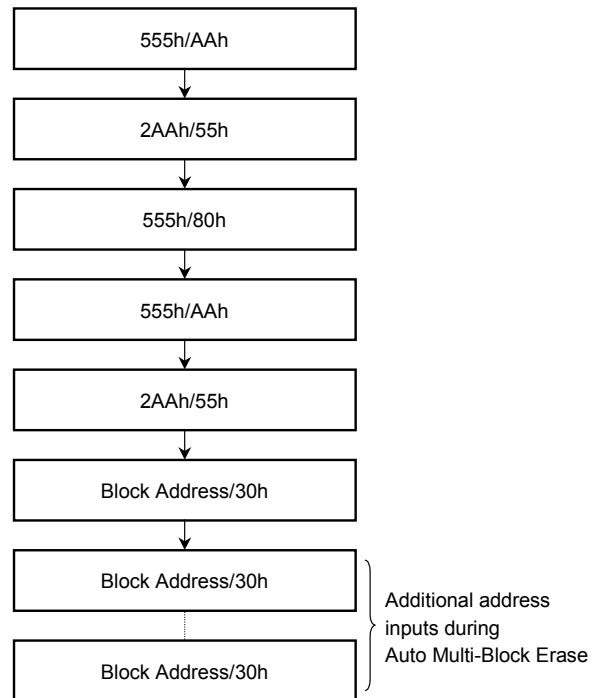 555h/AAh
2AAh/55h
555h/80h
555h/AAh
2AAh/55h
Block Address/30h
Block Address/30h
Additional address
inputs during
Auto Multi-Block Erase
Block Address/30h